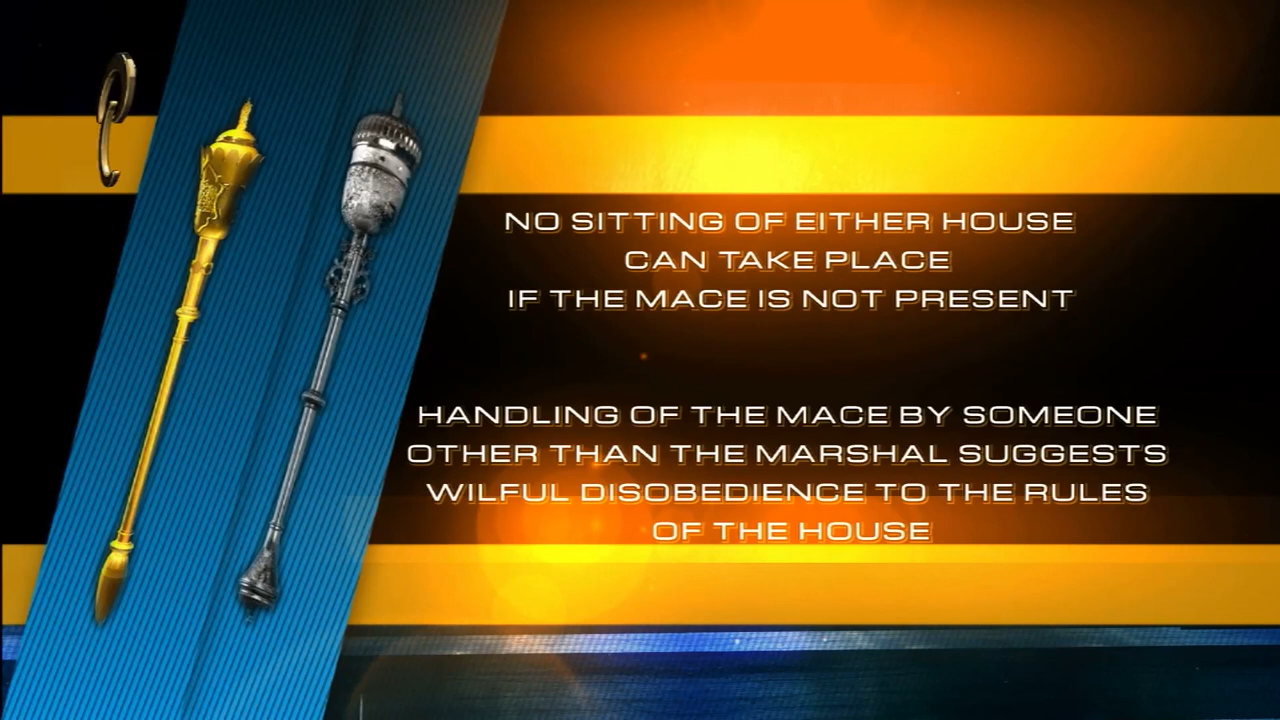 NO SITTING OF EITHER HOUSE
CAN TAKE PLACE
IF THE MACE IS NOT PRESENT
HANDLING OF THE MACE BY SOMEONE
OTHER THAN THE MARSHAL SUGGESTS
WILFUL DISOBEDIENCE TO THE RULES
OF THE HOUSE